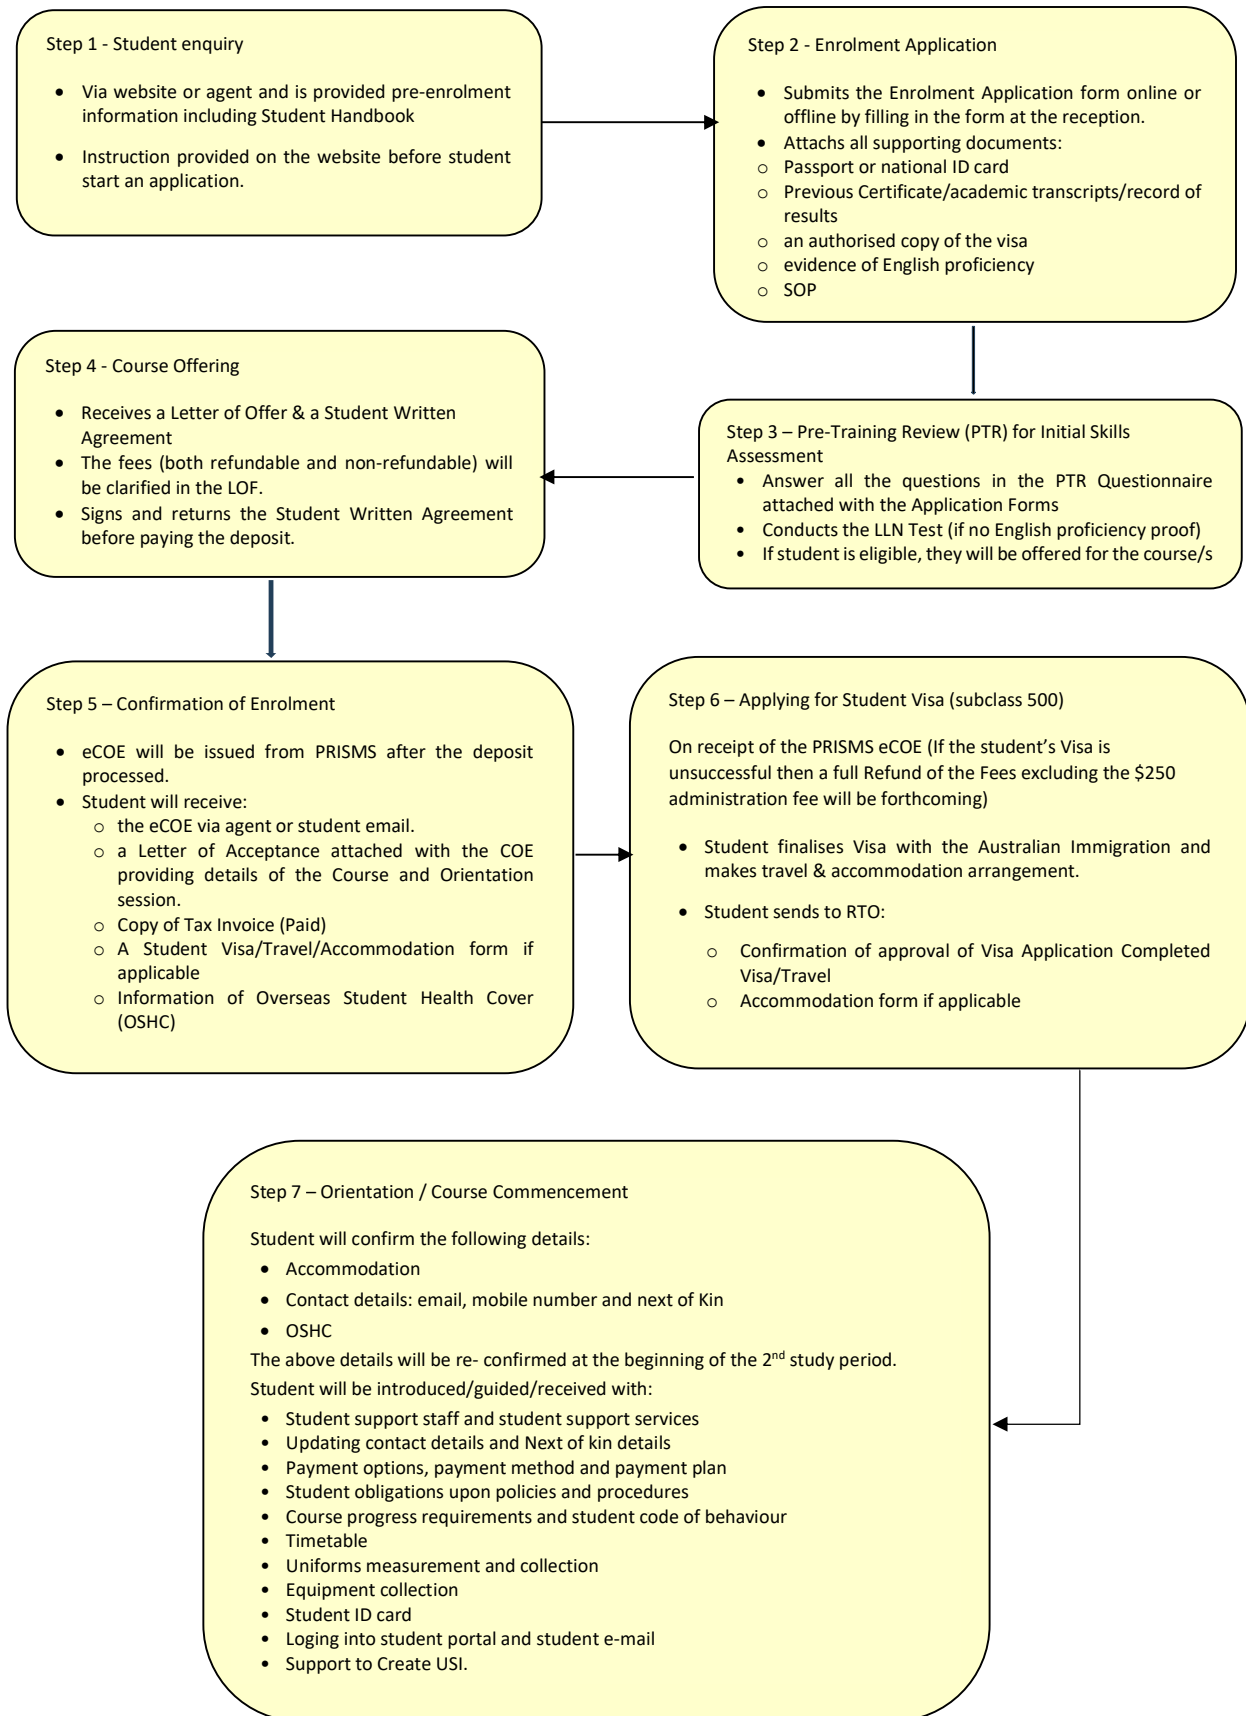 Step 1 - Student enquiry
• Via website or agent and is provided pre-enrolment
information including Student Handbook
• Instruction provided on the website before student
start an application.
Step 2 - Enrolment Application
• Submits the Enrolment Application form online or
offline by filling in the form at the reception.
• Attachs all supporting documents:
o Passport or national ID card
o Previous Certificate/academic transcripts/record of
results
o an authorised copy of the visa
o evidence of English proficiency
o SOP
Step 3 – Pre-Training Review (PTR) for Initial Skills
Assessment
• Answer all the questions in the PTR Questionnaire
attached with the Application Forms
• Conducts the LLN Test (if no English proficiency proof)
• If student is eligible, they will be offered for the course/s
Step 4 - Course Offering
• Receives a Letter of Offer & a Student Written
Agreement
• The fees (both refundable and non-refundable) will
be clarified in the LOF.
• Signs and returns the Student Written Agreement
before paying the deposit.
Step 5 – Confirmation of Enrolment
• eCOE will be issued from PRISMS after the deposit
processed.
• Student will receive:
o the eCOE via agent or student email.
o a Letter of Acceptance attached with the COE
providing details of the Course and Orientation
session.
o Copy of Tax Invoice (Paid)
o A Student Visa/Travel/Accommodation form if
applicable
o Information of Overseas Student Health Cover
(OSHC)
Step 6 – Applying for Student Visa (subclass 500)
On receipt of the PRISMS eCOE (If the student’s Visa is
unsuccessful then a full Refund of the Fees excluding the $250
administration fee will be forthcoming)
• Student finalises Visa with the Australian Immigration and
makes travel & accommodation arrangement.
• Student sends to RTO:
o Confirmation of approval of Visa Application Completed
Visa/Travel
o Accommodation form if applicable
Step 7 – Orientation / Course Commencement
Student will confirm the following details:
• Accommodation
• Contact details: email, mobile number and next of Kin
• OSHC
The above details will be re- confirmed at the beginning of the 2nd study period.
Student will be introduced/guided/received with:
• Student support staff and student support services
• Updating contact details and Next of kin details
• Payment options, payment method and payment plan
• Student obligations upon policies and procedures
• Course progress requirements and student code of behaviour
• Timetable
• Uniforms measurement and collection
• Equipment collection
• Student ID card
• Loging into student portal and student e-mail
• Support to Create USI.